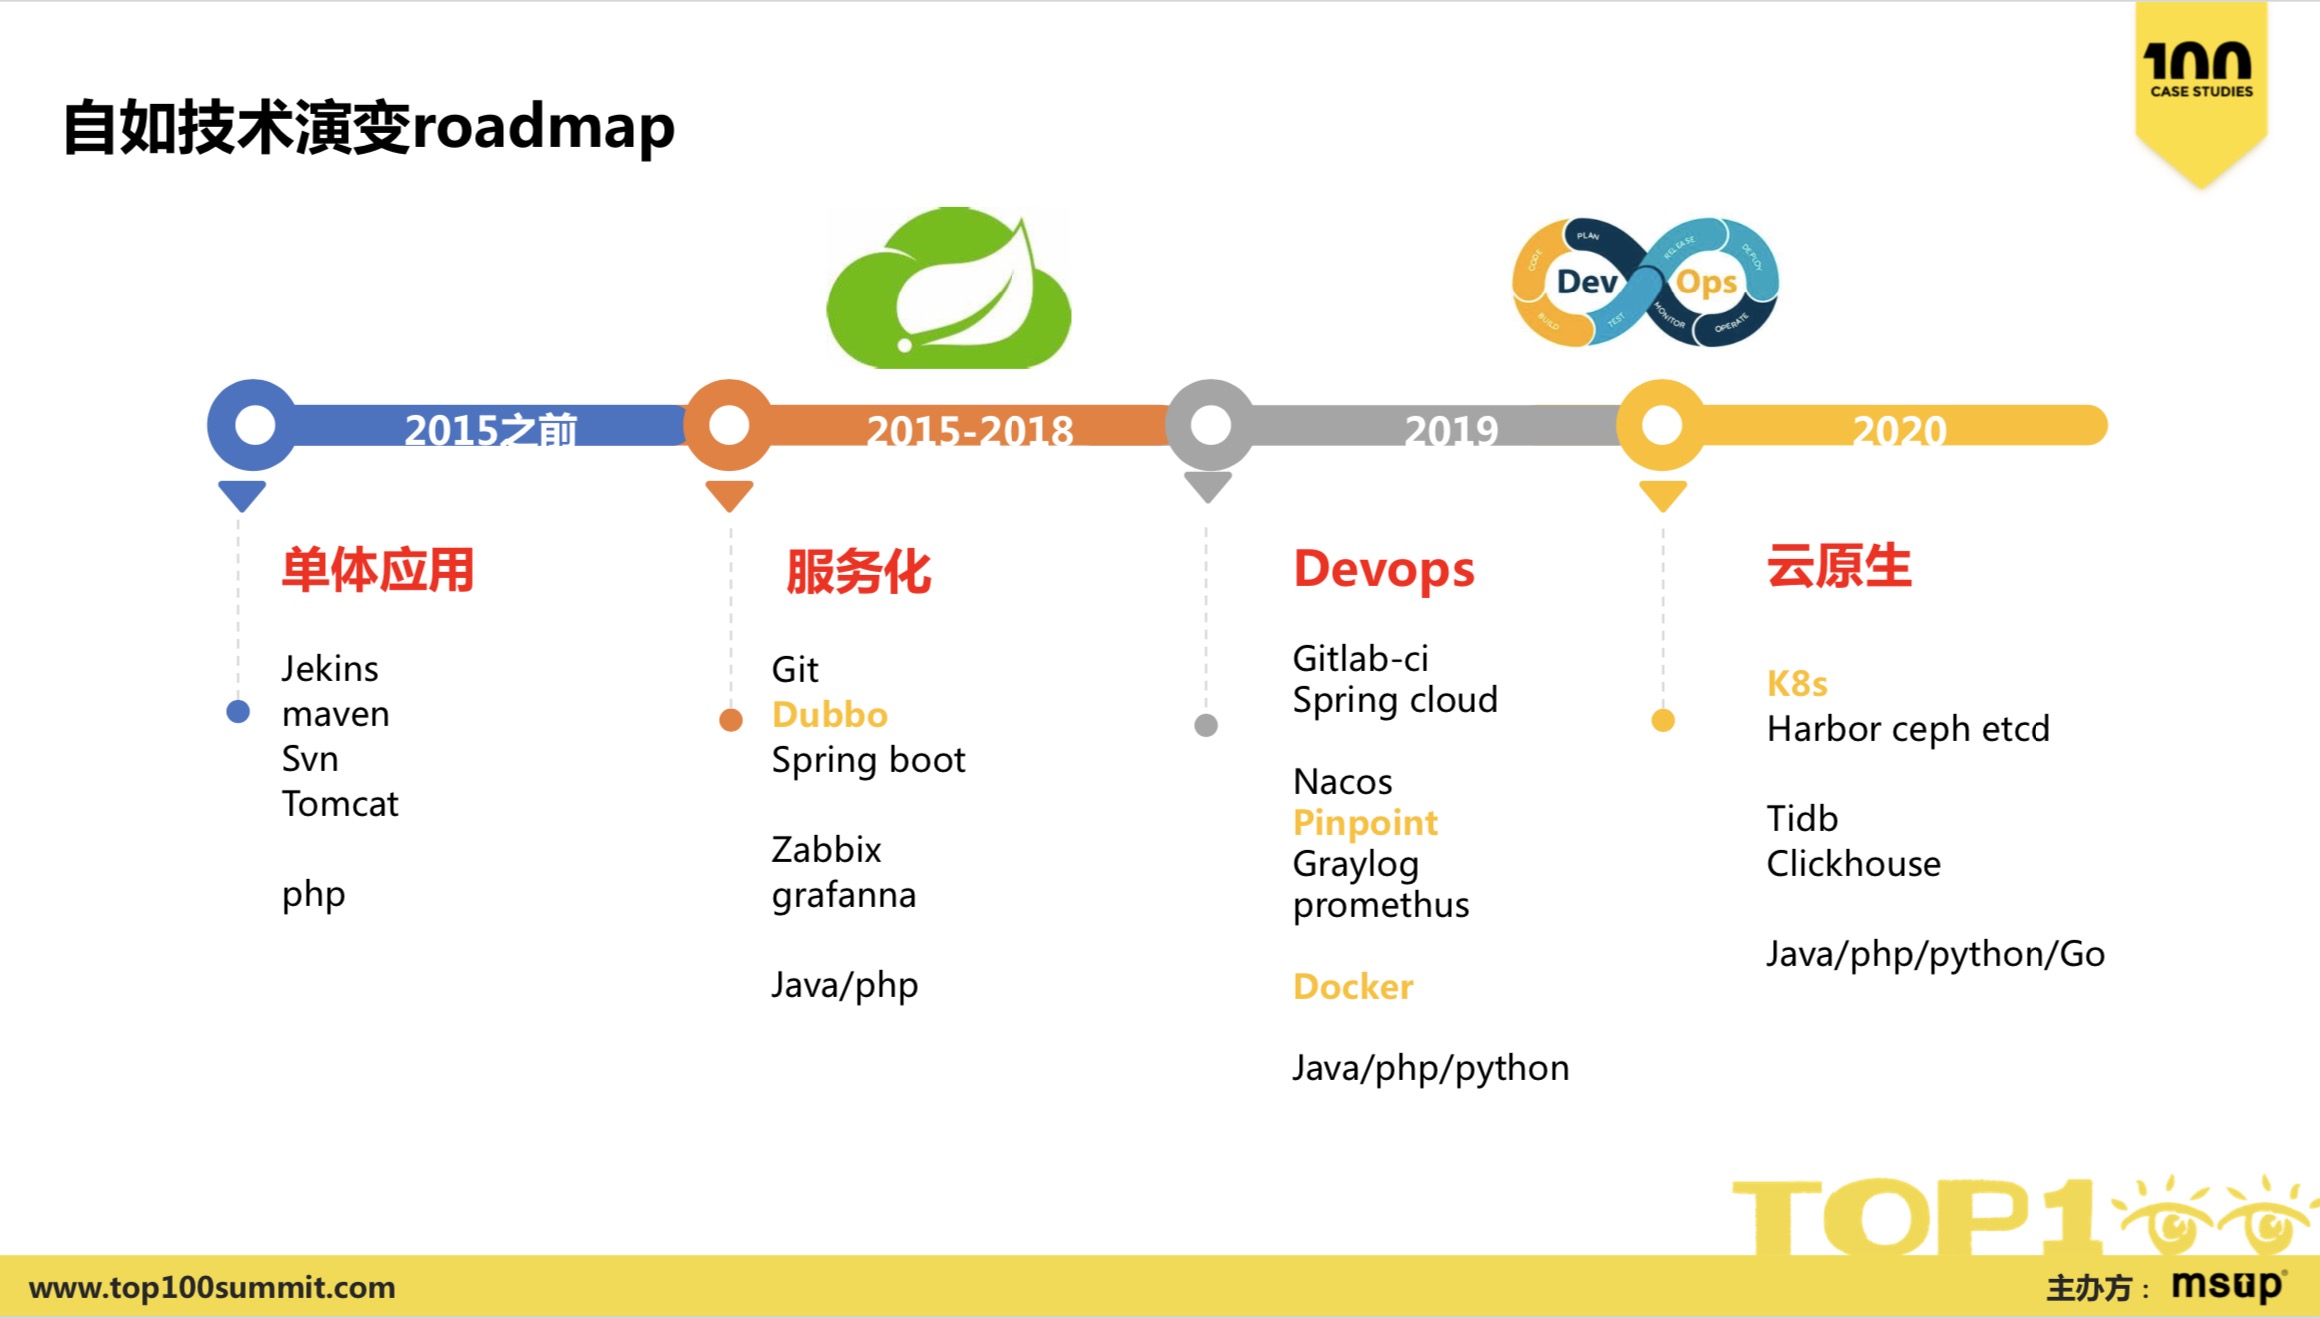 自如技术演变roadmap
100
CASE STUDIES
PLAN
CODE
BUILD
TEST
RELEASE
DEPLOY
OPERATE
MONITOR
Dev
Ops
2015之前
2015-2018
2019
2020
单体应用
Jekins
maven
Svn
Tomcat
php
服务化
Git
Dubbo
Spring boot
Zabbix
grafanna
Java/php
Devops
Gitlab-ci
Spring cloud
Nacos
Pinpoint
Graylog
promethus
Docker
Java/php/python
云原生
K8s
Harbor ceph etcd
Tidb
Clickhouse
Java/php/python/Go
TOP100
www.top100summit.com
主办方：msup®